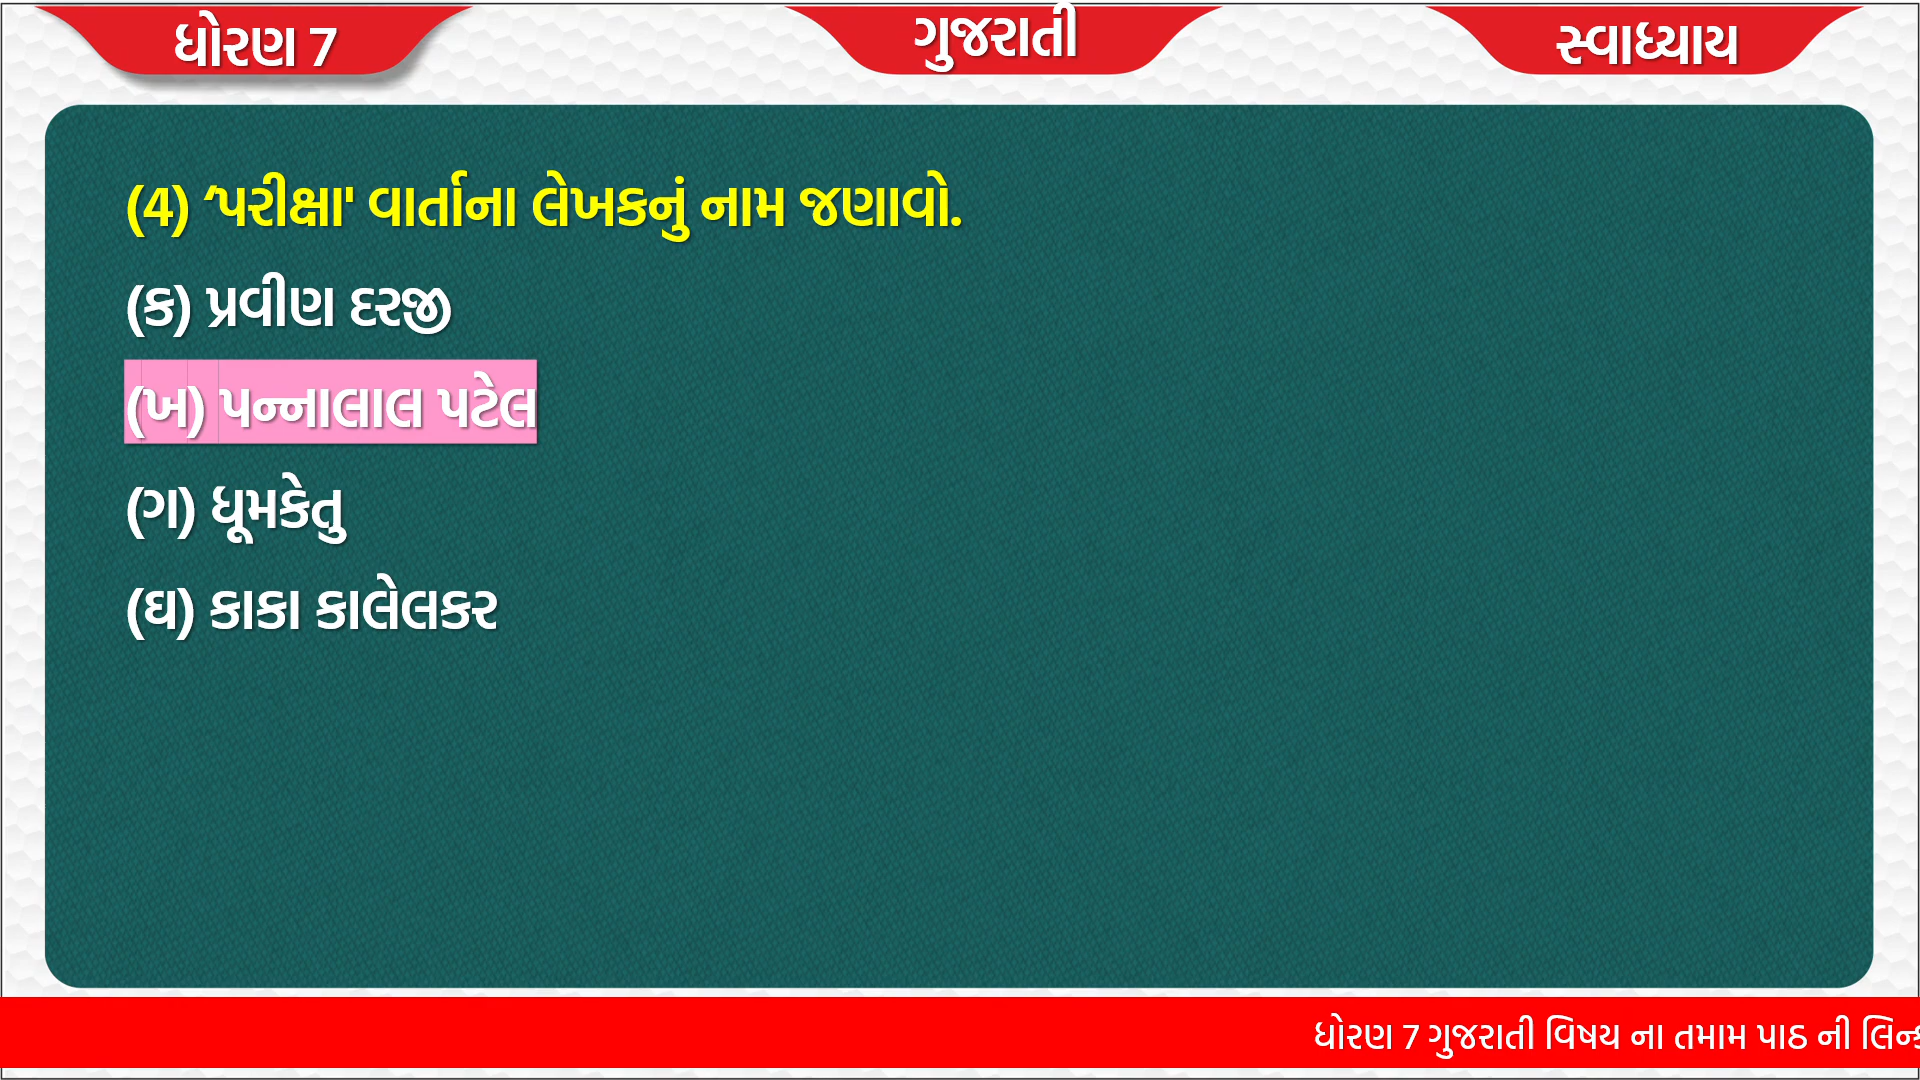 ધોરણ 7
ગુજરાતી
સ્વાધ્યાય
(4) ‘પરીક્ષા' વાર્તાના લેખકનું નામ જણાવો.
(ક) પ્રવીણ દરજી
(ખ) પન્નાલાલ પટેલ
(ગ) ધૂમકેતુ
(ઘ) કાકા કાલેલકર
ધોરણ 7 ગુજરાતી વિષય ના તમામ પાઠ ની